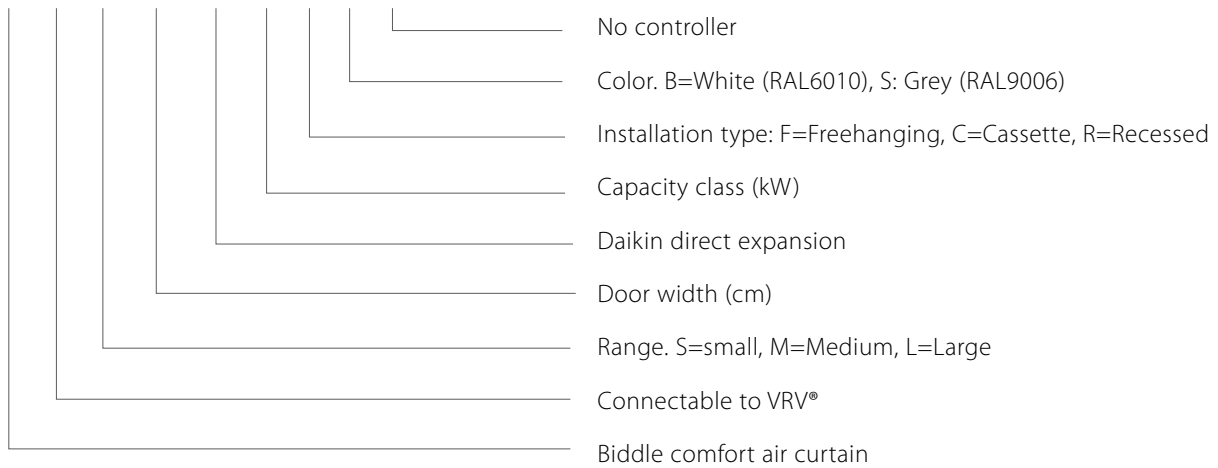 No controller
Color. B=White (RAL6010), S: Grey (RAL9006)
Installation type: F=Freehanging, C=Cassette, R=Recessed
Capacity class (kW)
Daikin direct expansion
Door width (cm)
Range. S=small, M=Medium, L=Large
Connectable to VRV®
Biddle comfort air curtain